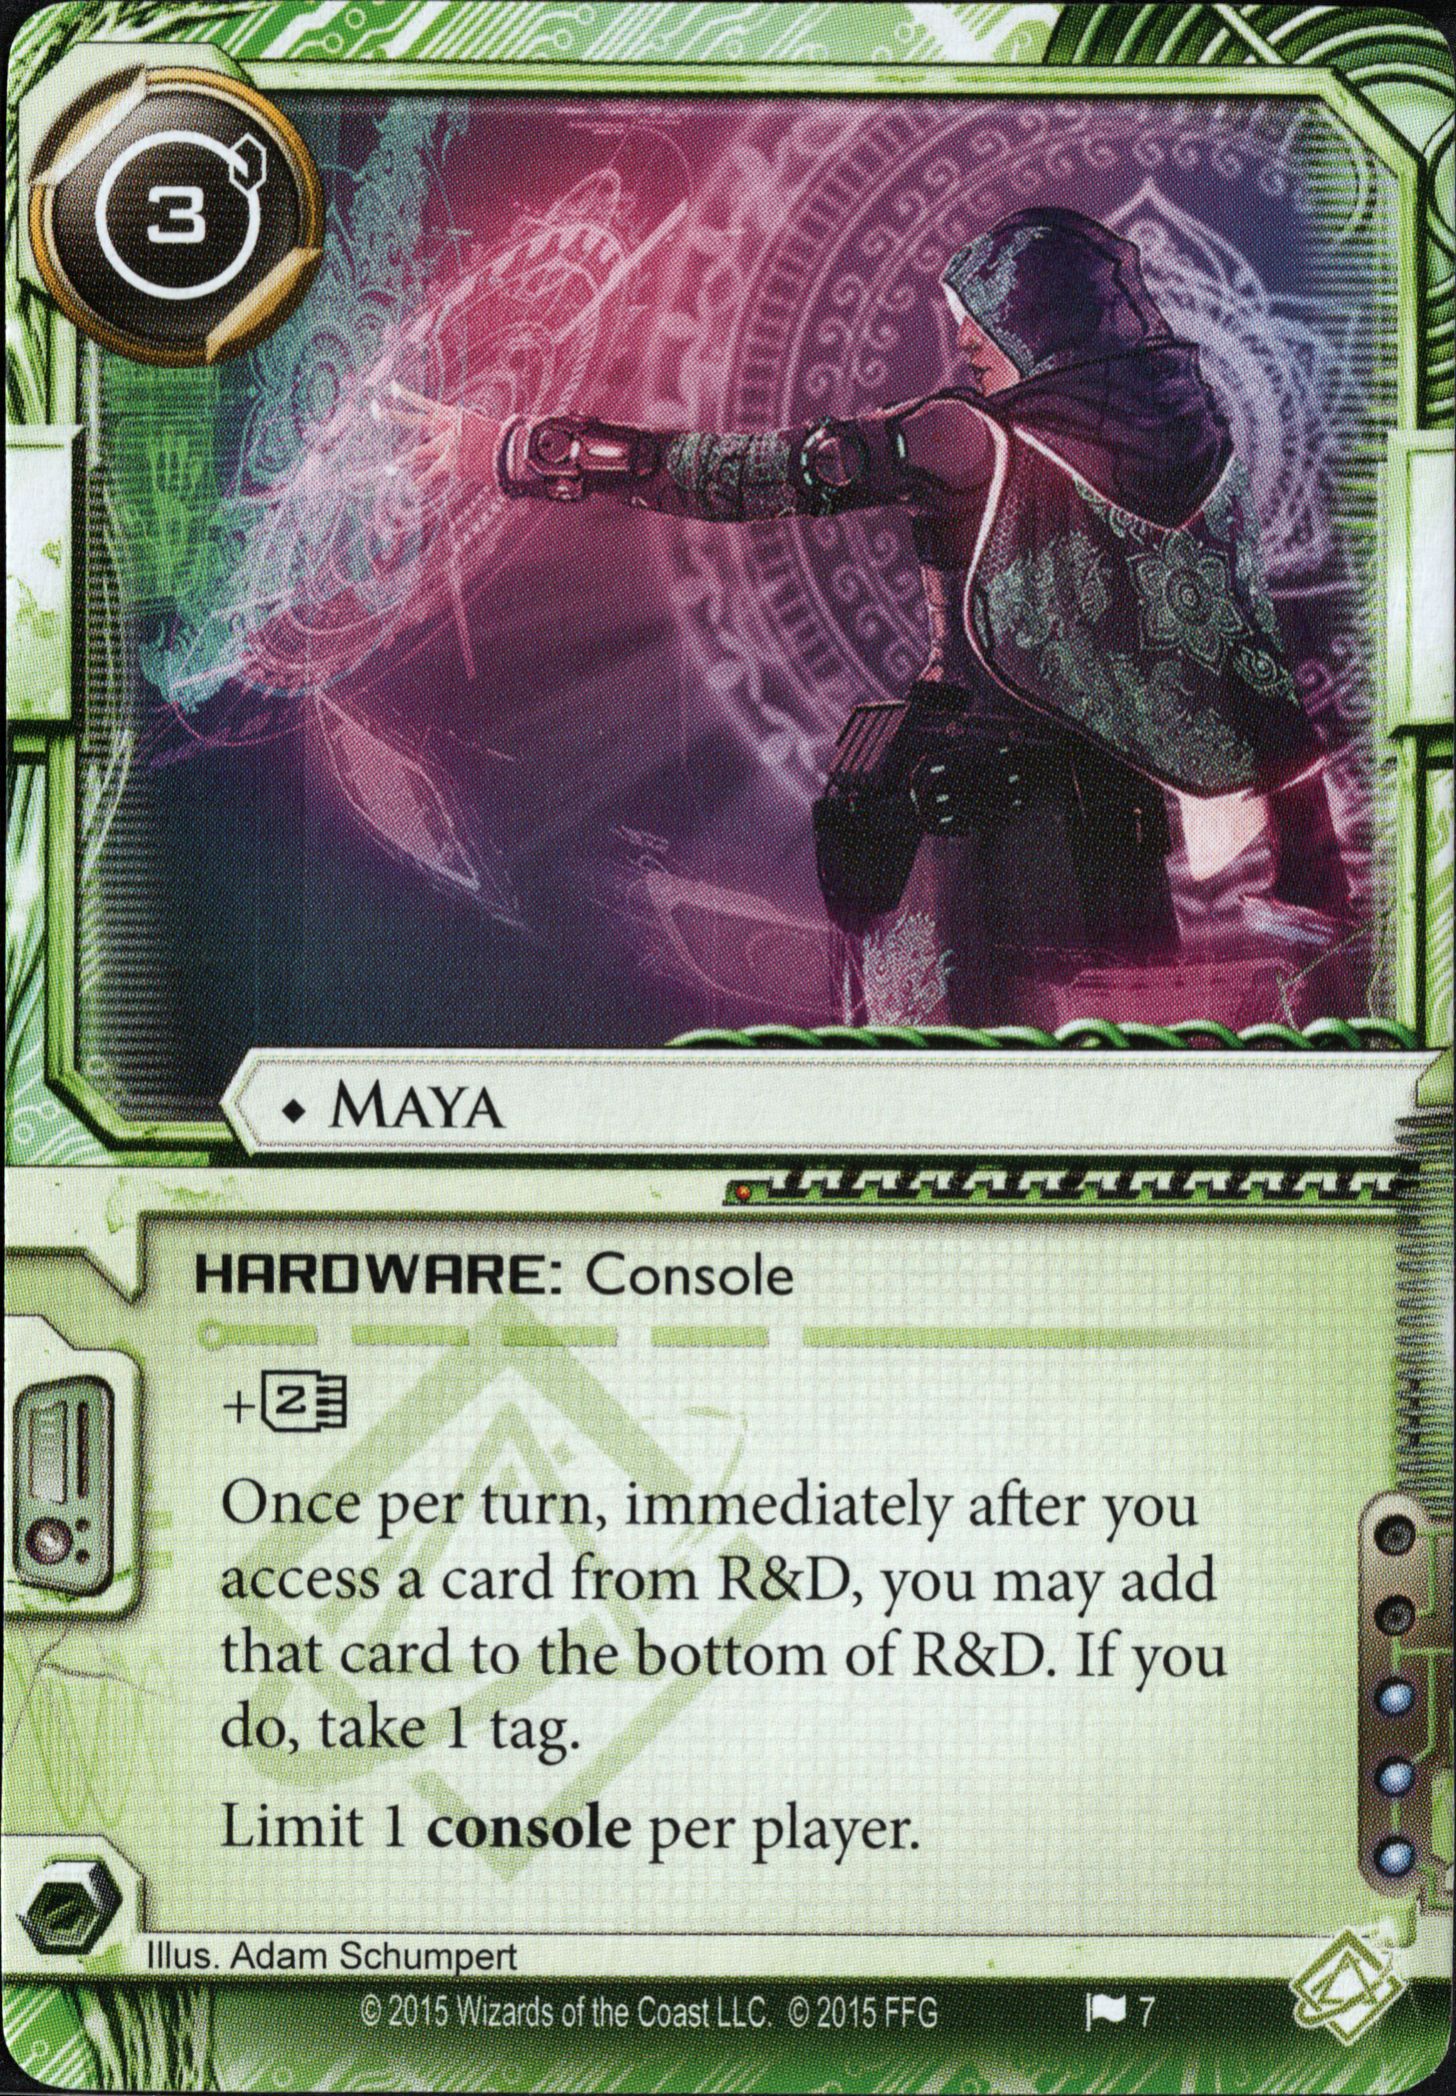 3
◆ MAYA
HARDWARE: Console
+2
Once per turn, immediately after you
access a card from R&D, you may add
that card to the bottom of R&D. If you
do, take 1 tag.
Limit 1 console per player.
Illus. Adam Schumpert
© 2015 Wizards of the Coast LLC. © 2015 FFG 7